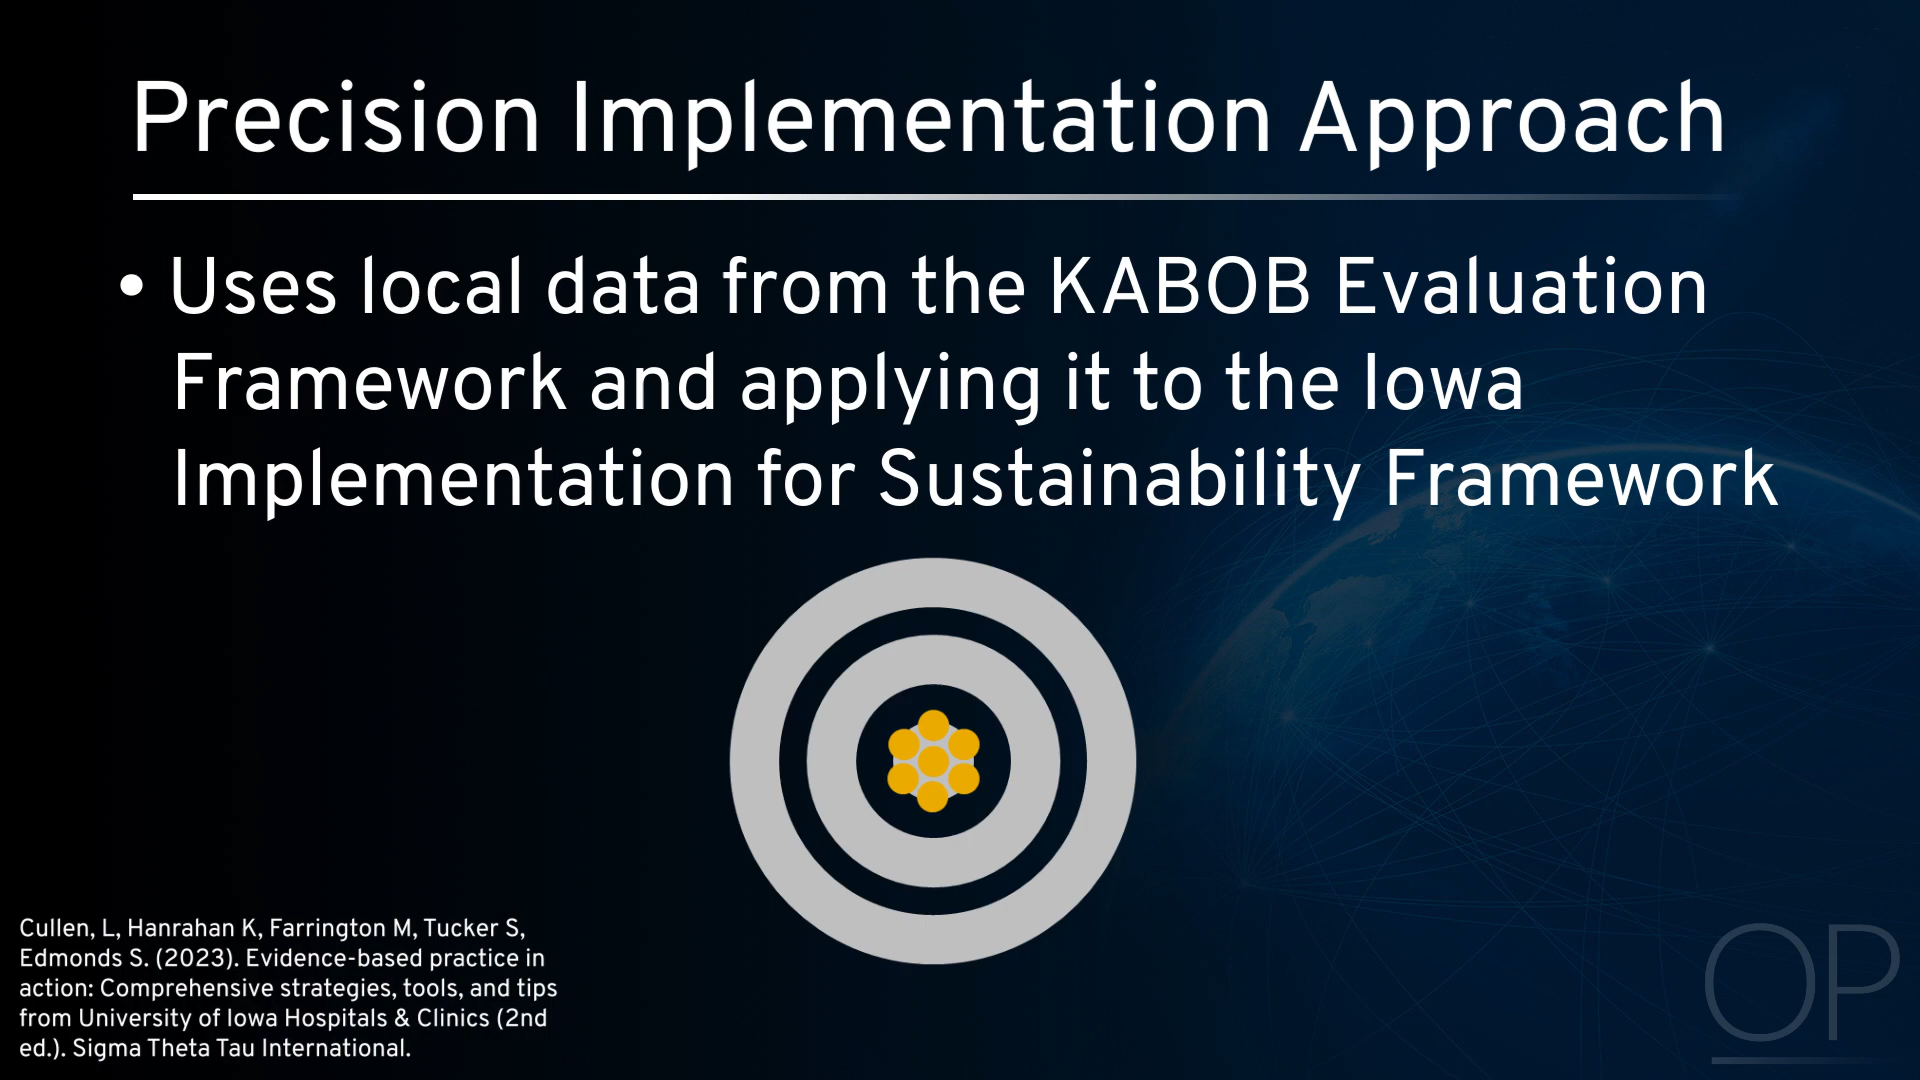 Precision Implementation Approach
• Uses local data from the KABOB Evaluation
Framework and applying it to the Iowa
Implementation for Sustainability Framework
Cullen, L, Hanrahan K, Farrington M, Tucker S,
Edmonds S. (2023). Evidence-based practice in
action: Comprehensive strategies, tools, and tips
from University of Iowa Hospitals & Clinics (2nd
ed.). Sigma Theta Tau International.
OP